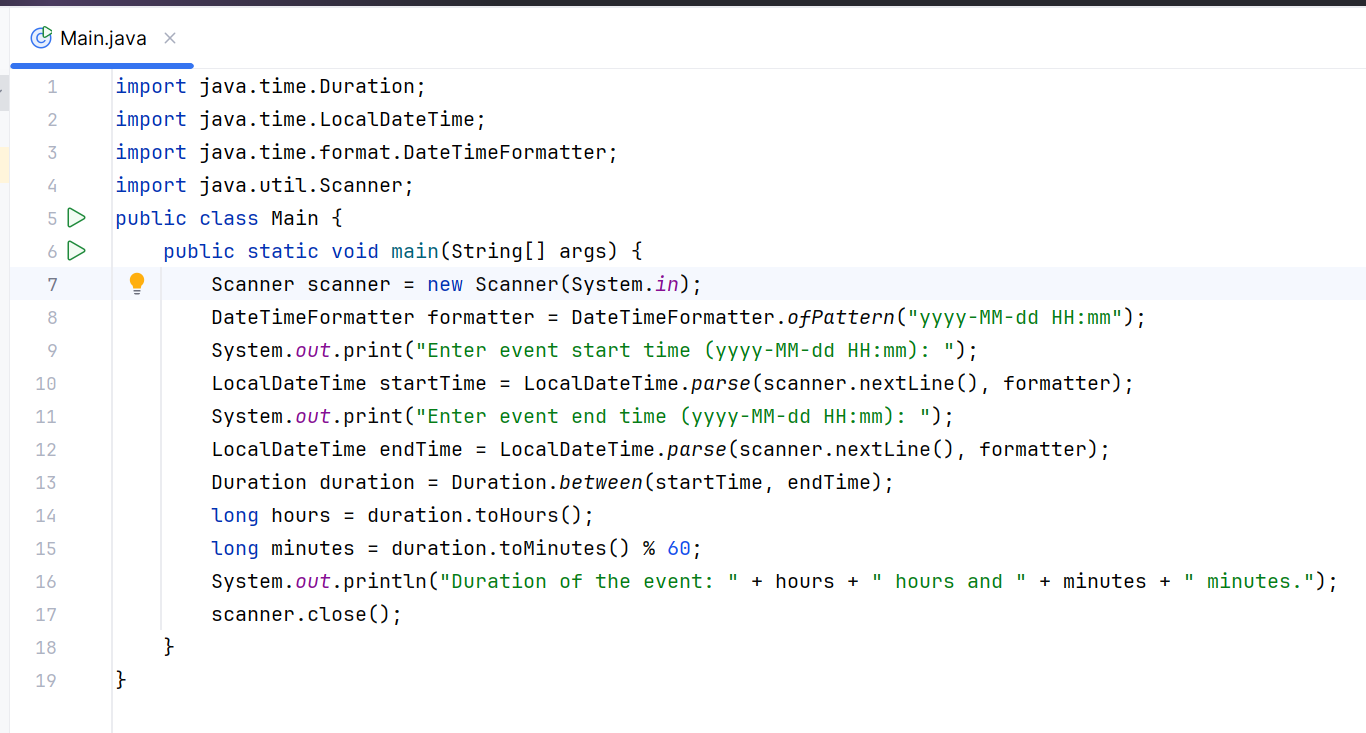 Main.java
1 import java.time.Duration;
2 import java.time.LocalDateTime;
3 import java.time.format.DateTimeFormatter;
4 import java.util.Scanner;
5 public class Main {
6     public static void main(String[] args) {
7         Scanner scanner = new Scanner(System.in);
8         DateTimeFormatter formatter = DateTimeFormatter.ofPattern("yyyy-MM-dd HH:mm");
9         System.out.print("Enter event start time (yyyy-MM-dd HH:mm): ");
10         LocalDateTime startTime = LocalDateTime.parse(scanner.nextLine(), formatter);
11         System.out.print("Enter event end time (yyyy-MM-dd HH:mm): ");
12         LocalDateTime endTime = LocalDateTime.parse(scanner.nextLine(), formatter);
13         Duration duration = Duration.between(startTime, endTime);
14         long hours = duration.toHours();
15         long minutes = duration.toMinutes() % 60;
16         System.out.println("Duration of the event: " + hours + " hours and " + minutes + " minutes.");
17         scanner.close();
18     }
19 }